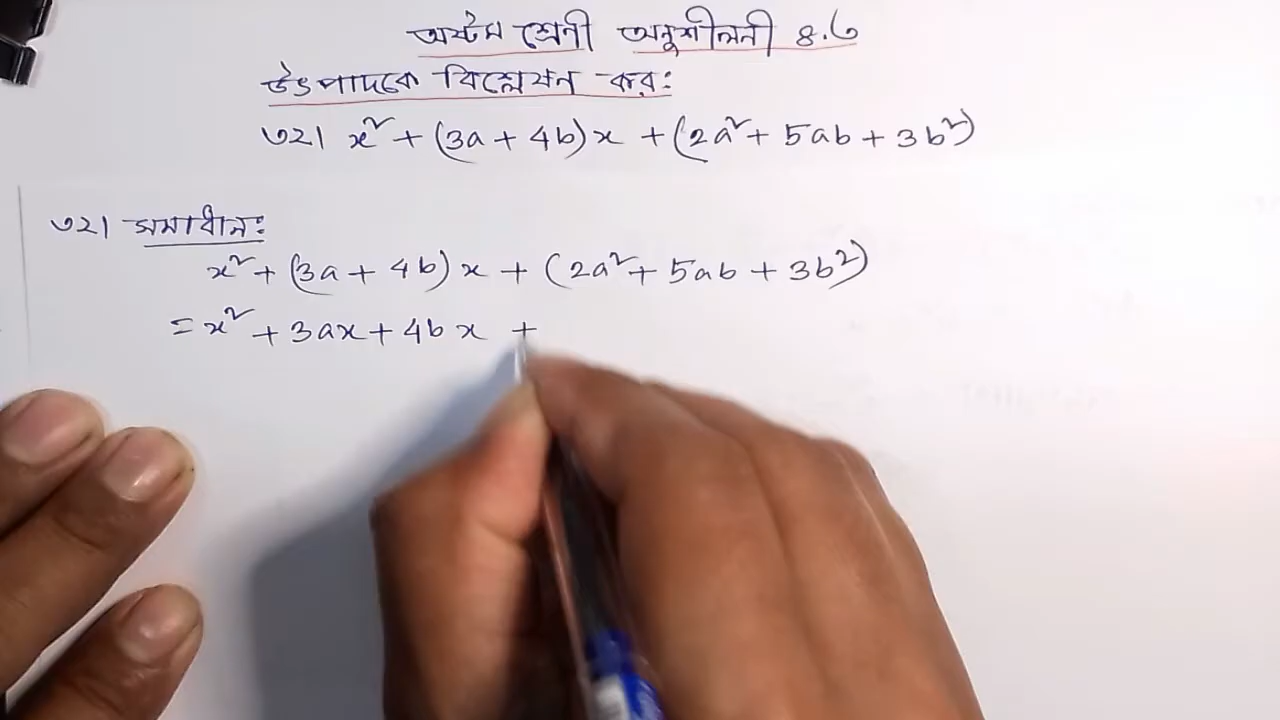 অষ্টম শ্রেনী অনুশীলনী ৪.৩
উৎপাদকে বিশ্লেষন কর:
৩২। x² + (3a + 4b)x + (2a² + 5ab + 3b²)
৩২। সমাধান:
x² + (3a + 4b)x + (2a² + 5ab + 3b²)
= x² + 3ax + 4bx +